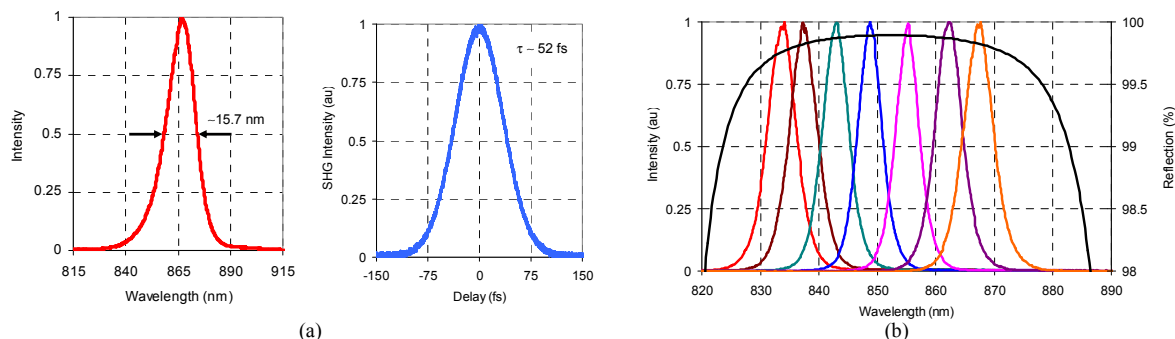 Intensity
1
0.75
0.5
0.25
0
~15.7 nm
815 840 865 890 915
Wavelength (nm)
SHG Intensity (au)
1
0.75
0.5
0.25
0
τ ~ 52 fs
-150 -75 0 75 150
Delay (fs)
(a)
Intensity (au)
1
0.75
0.5
0.25
0
100
99.5
99
98.5
98
Reflection (%)
820 830 840 850 860 870 880 890
Wavelength (nm)
(b)